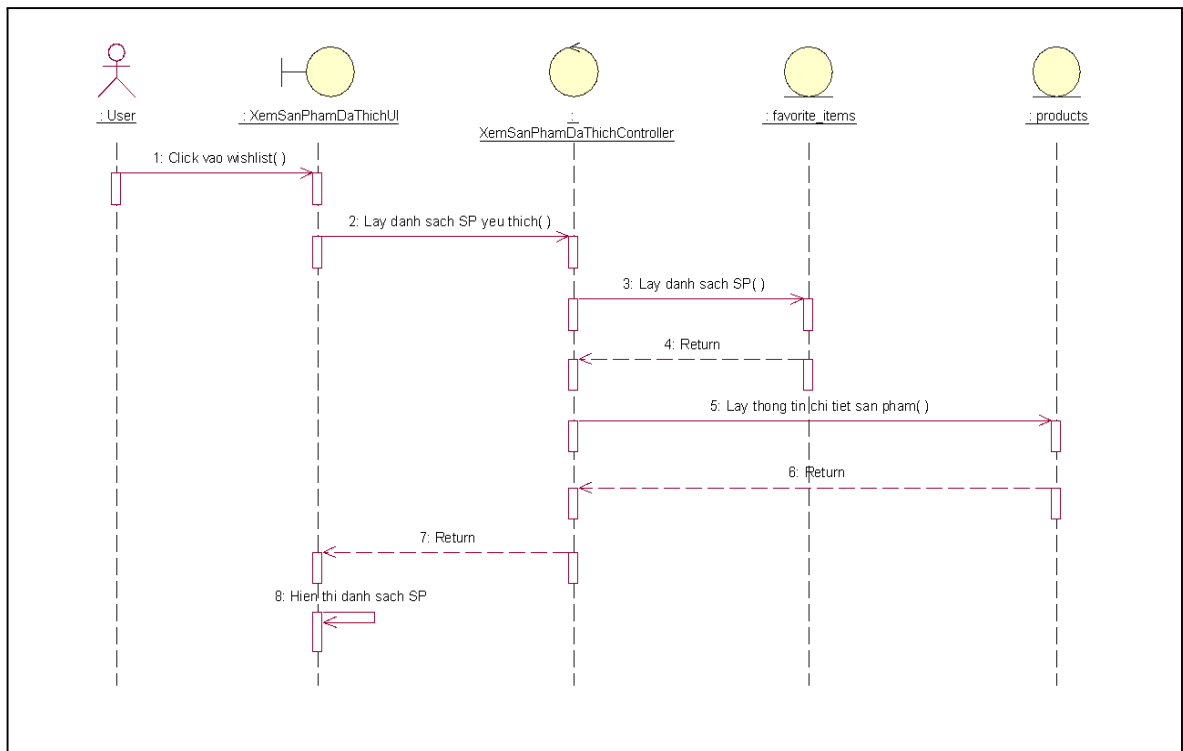 : User
: XemSanPhamDaThichUI
:
XemSanPhamDaThichController
: favorite_items
: products
1: Click vao wishlist( )
2: Lay danh sach SP yeu thich( )
3: Lay danh sach SP( )
4: Return
5: Lay thong tin chi tiet san pham( )
6: Return
7: Return
8: Hien thi danh sach SP